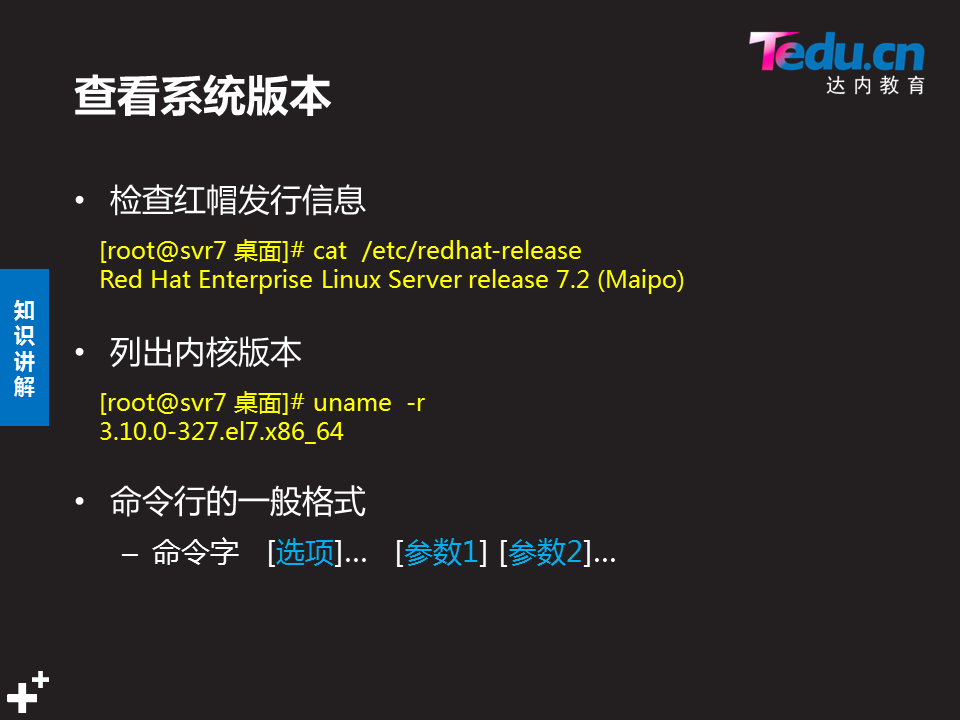 Tedu.cn
达内教育
查看系统版本
• 检查红帽发行信息
[root@svr7 桌面]# cat  /etc/redhat-release
Red Hat Enterprise Linux Server release 7.2 (Maipo)
知识讲解
• 列出内核版本
[root@svr7 桌面]# uname  -r
3.10.0-327.el7.x86_64
• 命令行的一般格式
– 命令字   [选项]…   [参数1] [参数2]…